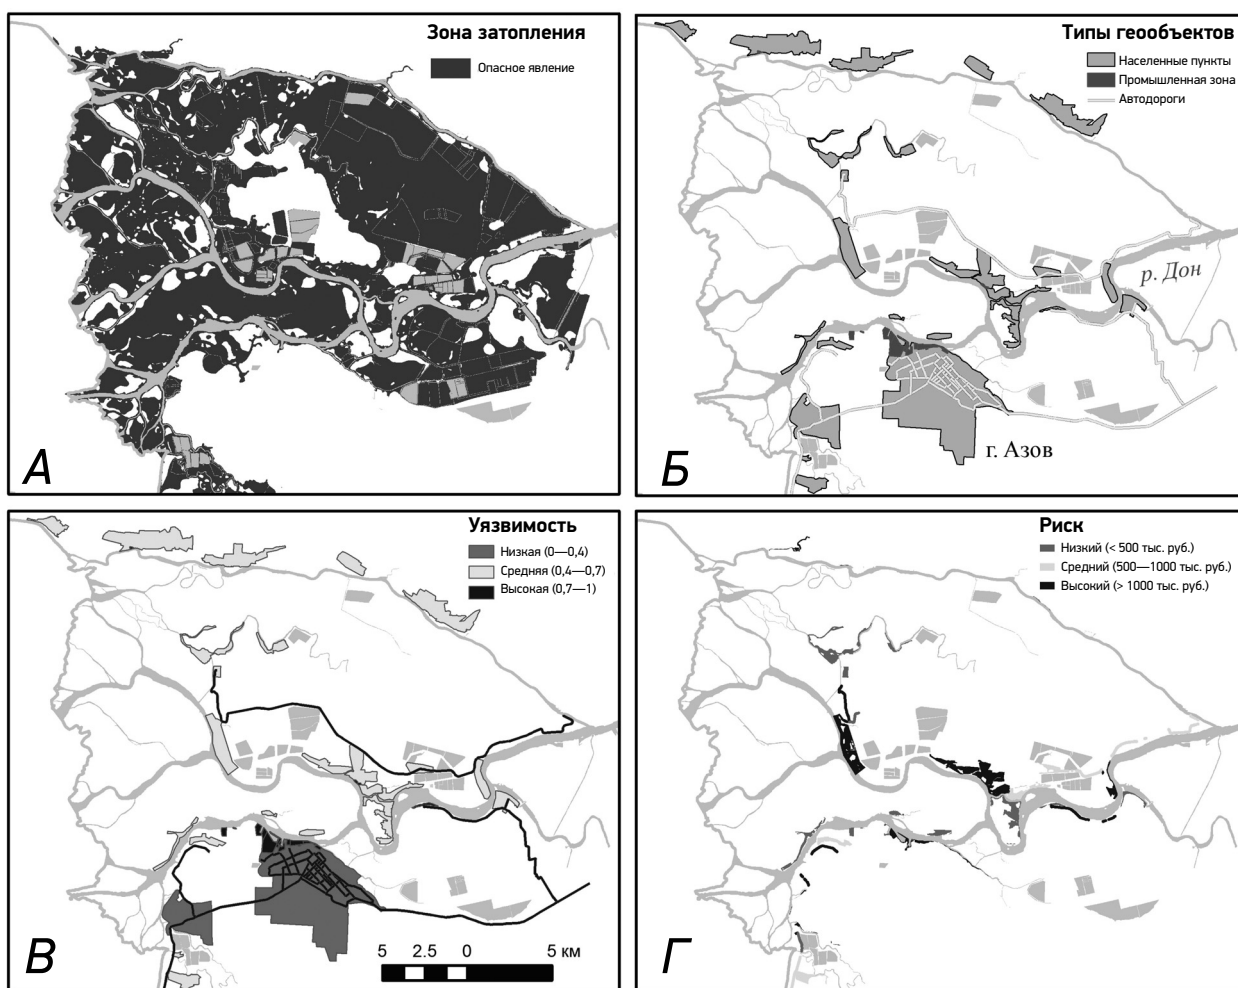 Зона затопления
Опасное явление
А
Типы геообъектов
Населенные пункты
Промышленная зона
Автодороги
р. Дон
г. Азов
Б
Уязвимость
Низкая (0—0,4)
Средняя (0,4—0,7)
Высокая (0,7—1)
5 2.5 0 5 км
В
Риск
Низкий (< 500 тыс. руб.)
Средний (500—1000 тыс. руб.)
Высокий (> 1000 тыс. руб.)
Г